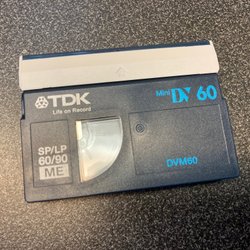 TDK
Life on Record
Mini DV 60
SP/LP
60/90
ME
DVM60